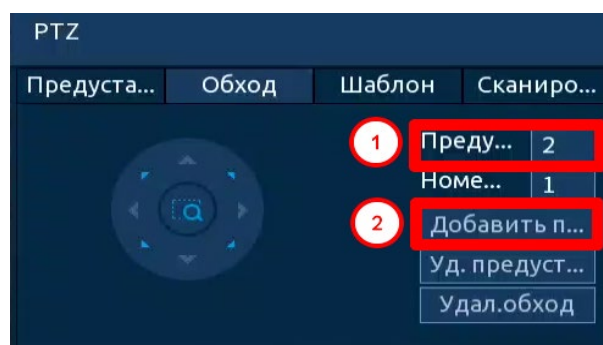 PTZ
Предуста... Обход Шаблон Сканиро...
1 Преду... 2
Номе... 1
2 Добавить п...
Уд. предуст...
Удал.обход